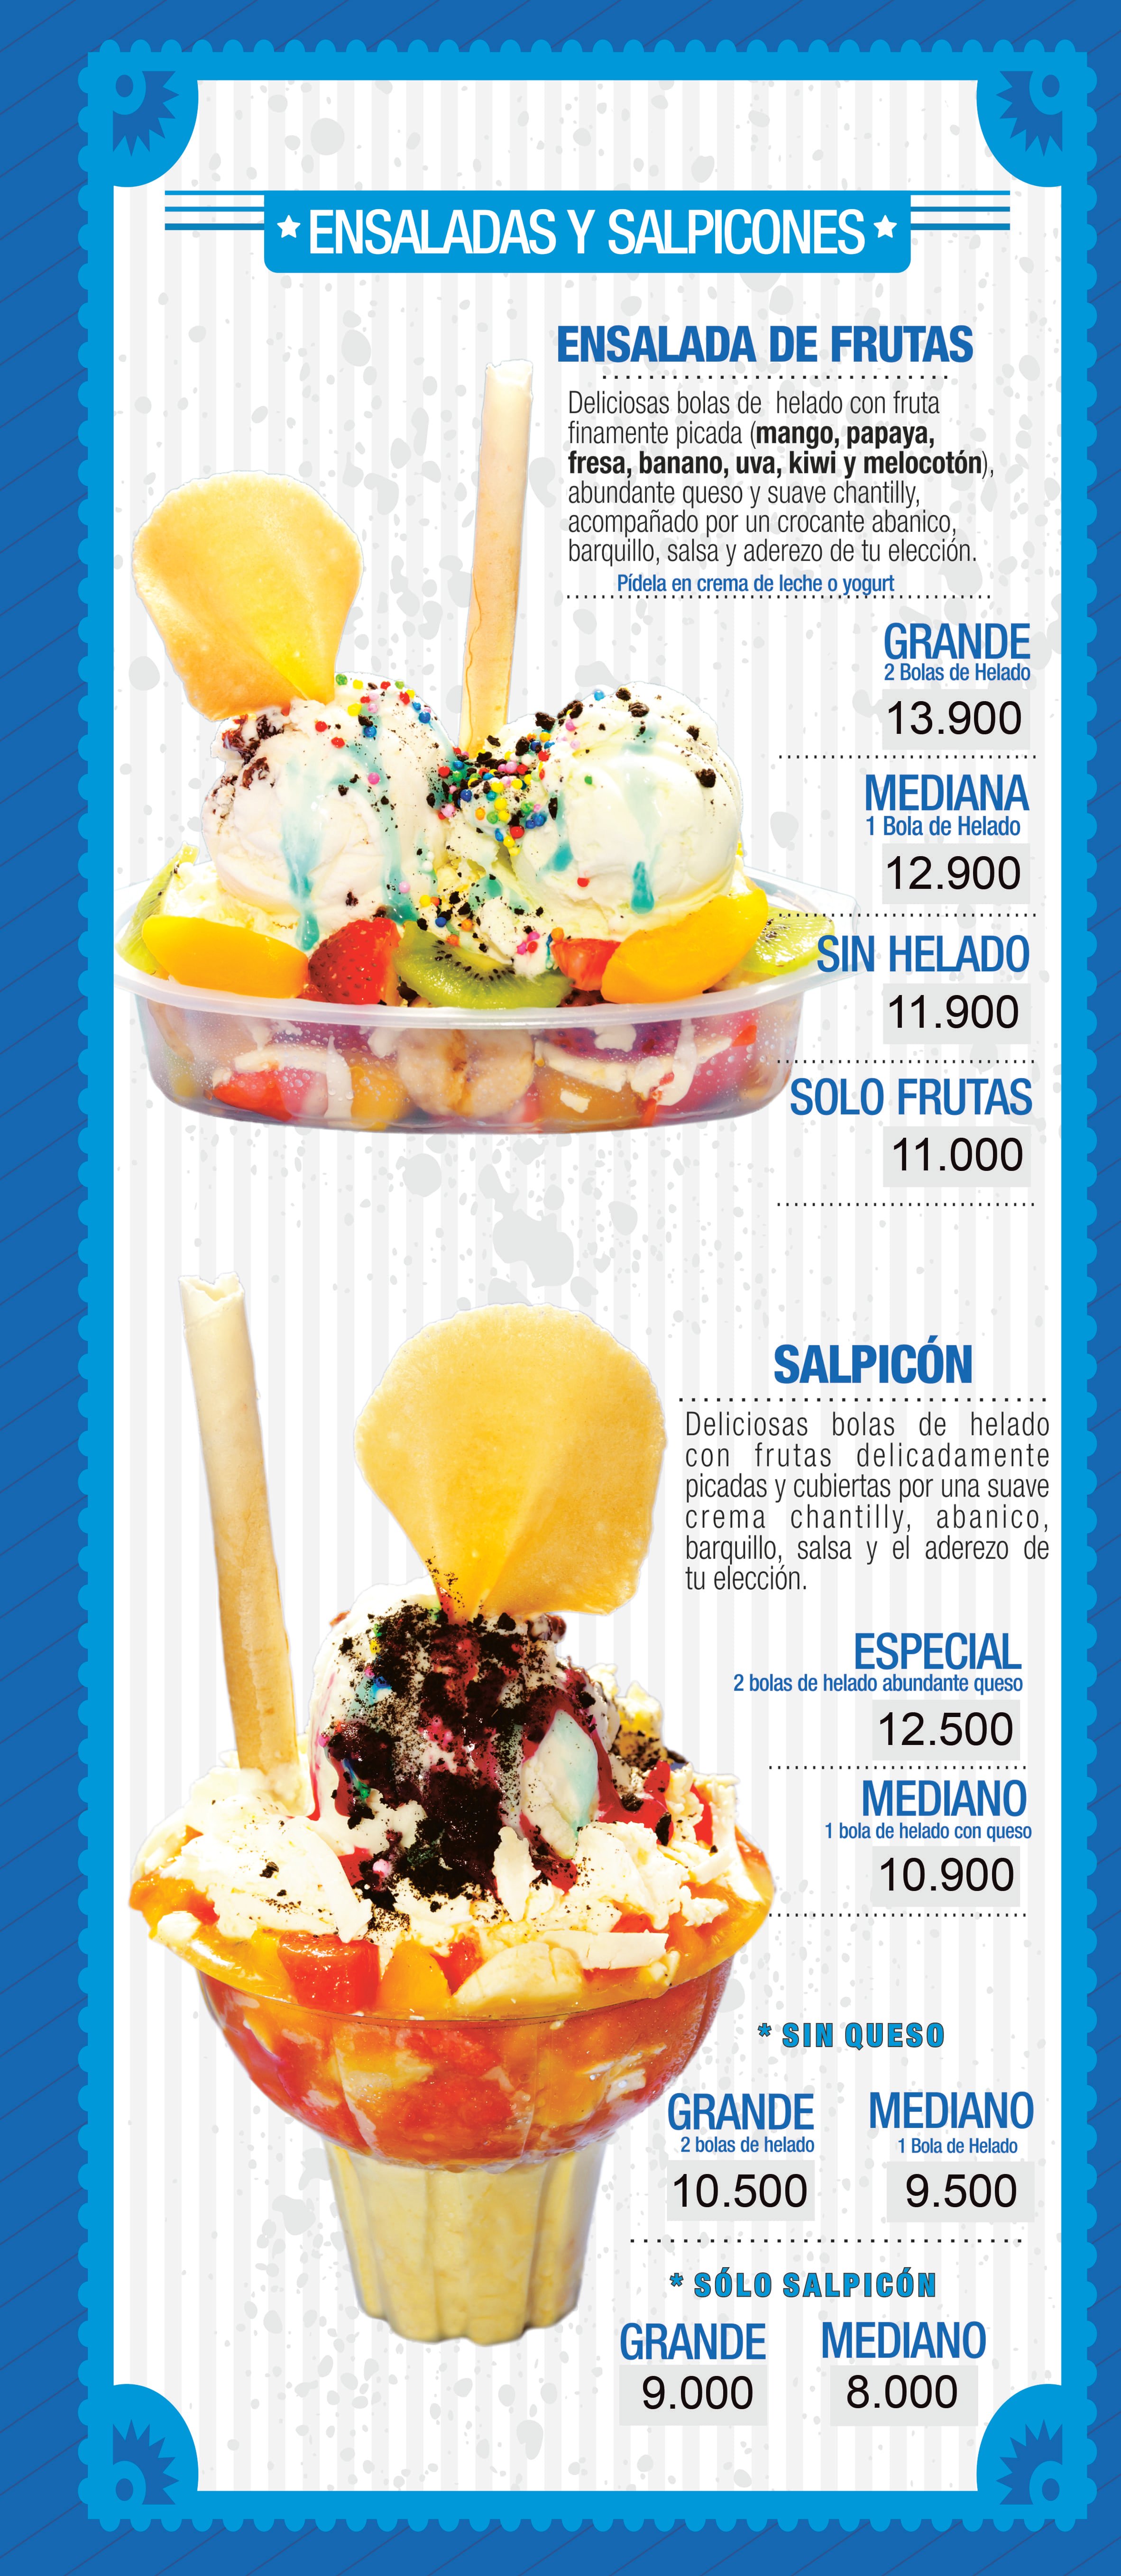 ENSALADAS Y SALPICONES
ENSALADA DE FRUTAS
Deliciosas bolas de helado con fruta
finamente picada (mango, papaya,
fresa, banano, uva, kiwi y melocotón),
abundante queso y suave chantilly,
acompañado por un crocante abanico,
barquillo, salsa y aderezo de tu elección.
Pídela en crema de leche o yogurt
GRANDE
2 Bolas de Helado
13.900
MEDIANA
1 Bola de Helado
12.900
SIN HELADO
11.900
SOLO FRUTAS
11.000
SALPICÓN
Deliciosas bolas de helado
con frutas delicadamente
picadas y cubiertas por una suave
crema chantilly, abanico,
barquillo, salsa y el aderezo de
tu elección.
ESPECIAL
2 bolas de helado abundante queso
12.500
MEDIANO
1 bola de helado con queso
10.900
* SIN QUESO
GRANDE MEDIANO
2 bolas de helado 1 Bola de Helado
10.500 9.500
* SÓLO SALPICÓN
GRANDE MEDIANO
9.000 8.000